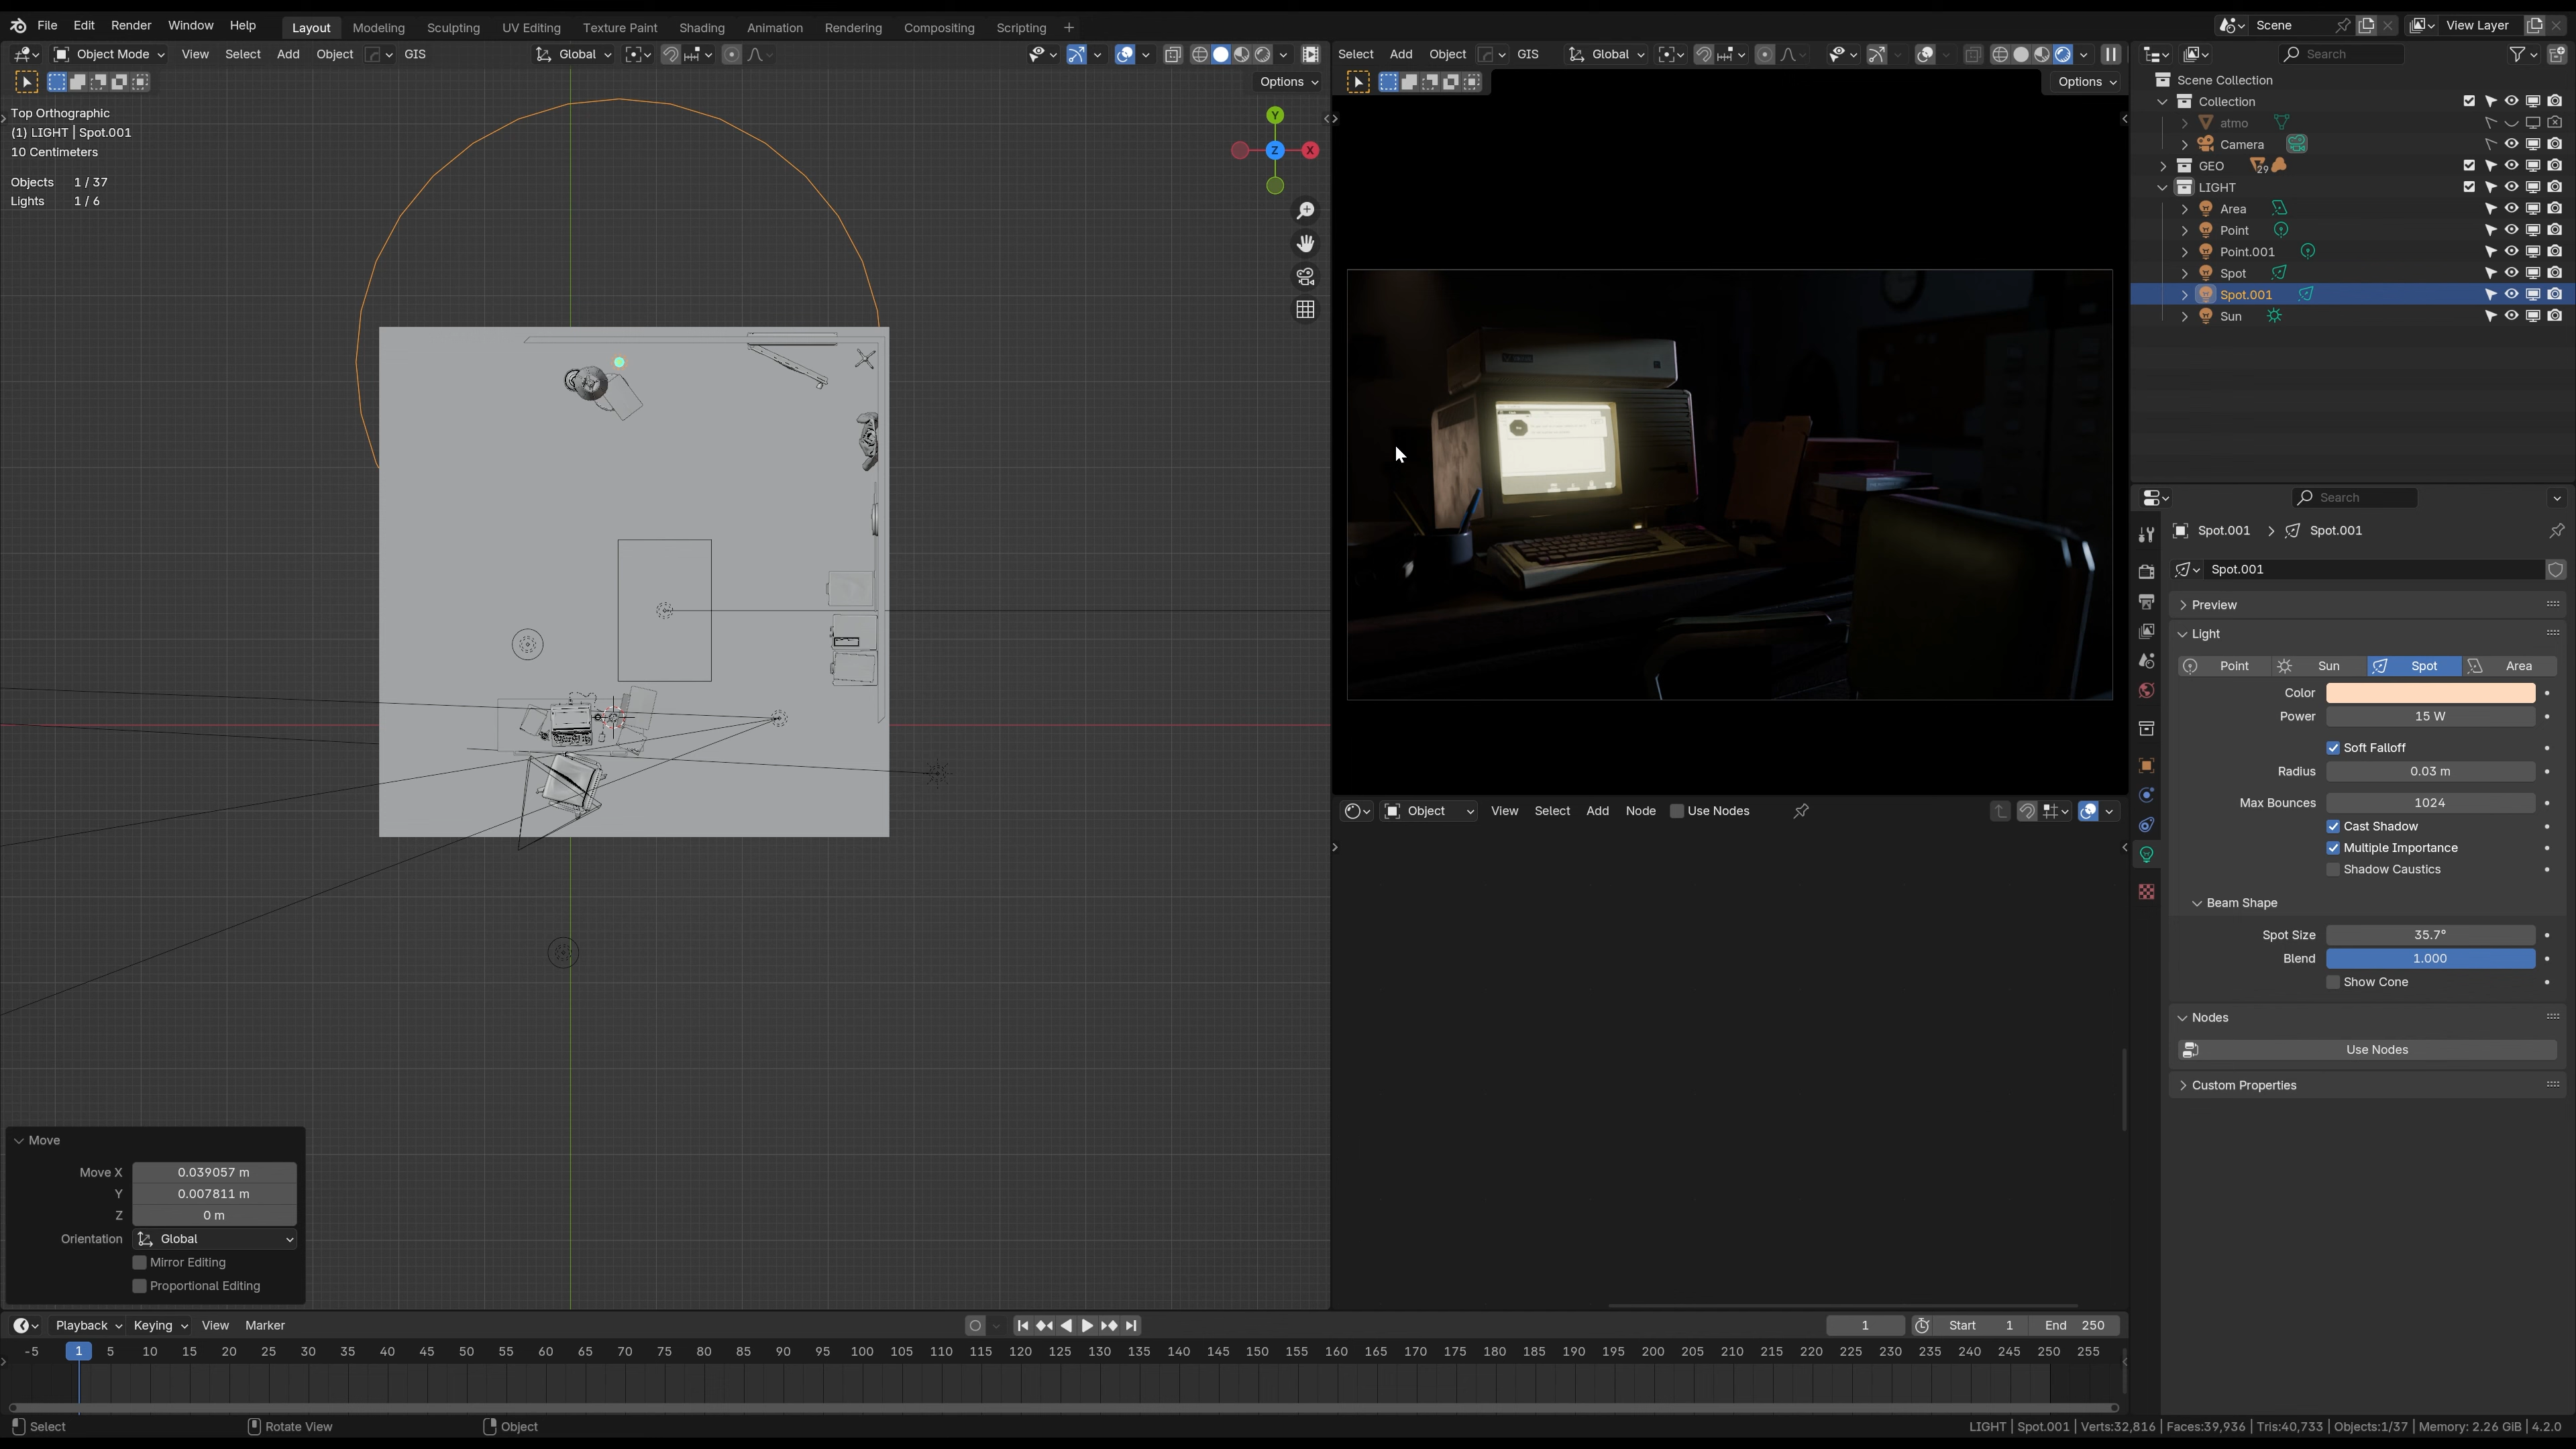 File Edit Render Window Help Layout Modeling Sculpting UV Editing Texture Paint Shading Animation Rendering Compositing Scripting + Scene View Layer
Object Mode View Select Add Object GIS Global
Select Add Object GIS Global
Search
Options
Options
Top Orthographic
(1) LIGHT | Spot.001
10 Centimeters
Objects 1 / 37
Lights 1 / 6
Y
Z
X
Scene Collection
Collection
atmo
Camera
GEO 29
LIGHT
Area
Point
Point.001
Spot
Spot.001
Sun
Search
Spot.001 > Spot.001
Spot.001
Preview
Light
Point Sun Spot Area
Color
Power 15 W
Soft Falloff
Radius 0.03 m
Max Bounces 1024
Cast Shadow
Multiple Importance
Shadow Caustics
Beam Shape
Spot Size 35.7°
Blend 1.000
Show Cone
Nodes
Use Nodes
Custom Properties
Object View Select Add Node Use Nodes
Move
Move X 0.039057 m
Y 0.007811 m
Z 0 m
Orientation Global
Mirror Editing
Proportional Editing
Playback Keying View Marker 1 Start 1 End 250
-5 1 5 10 15 20 25 30 35 40 45 50 55 60 65 70 75 80 85 90 95 100 105 110 115 120 125 130 135 140 145 150 155 160 165 170 175 180 185 190 195 200 205 210 215 220 225 230 235 240 245 250 255
Select Rotate View Object LIGHT | Spot.001 | Verts:32,816 | Faces:39,936 | Tris:40,733 | Objects:1/37 | Memory: 2.26 GiB | 4.2.0